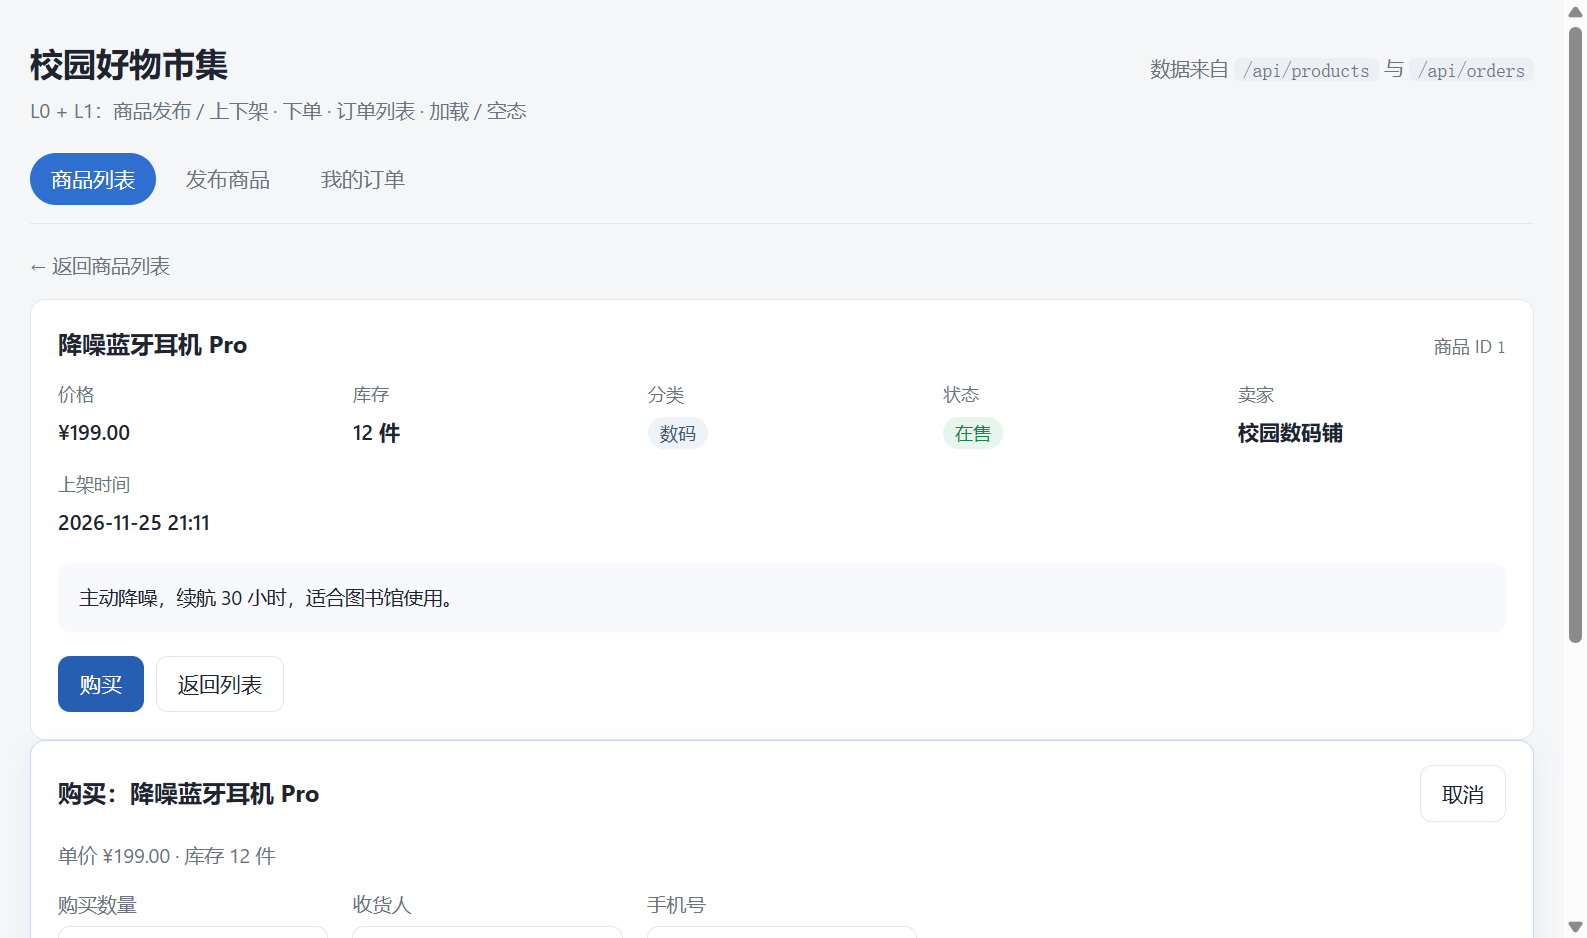 校园好物市集
数据来自 /api/products 与 /api/orders
L0 + L1：商品发布 / 上下架 · 下单 · 订单列表 · 加载 / 空态
商品列表 发布商品 我的订单
← 返回商品列表
降噪蓝牙耳机 Pro 商品 ID 1
价格 库存 分类 状态 卖家
¥199.00 12 件 数码 在售 校园数码铺
上架时间
2026-11-25 21:11
主动降噪，续航 30 小时，适合图书馆使用。
购买 返回列表
购买：降噪蓝牙耳机 Pro 取消
单价 ¥199.00 · 库存 12 件
购买数量 收货人 手机号